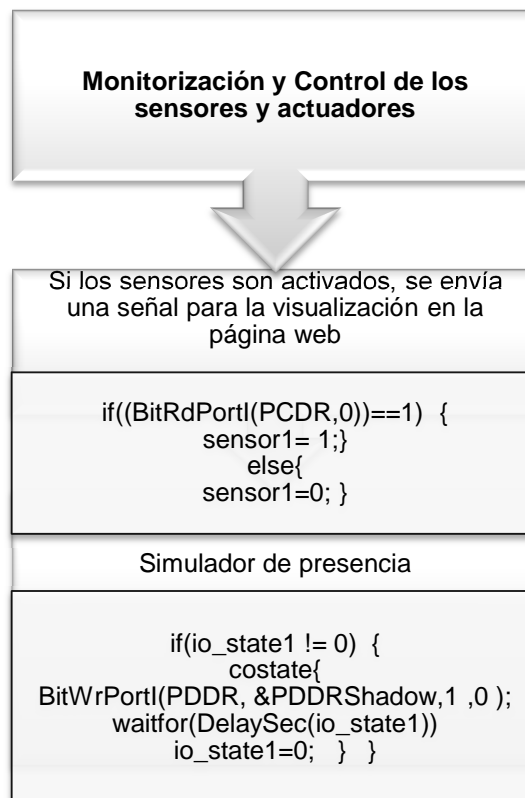 Monitorización y Control de los
sensores y actuadores
Si los sensores son activados, se envía
una señal para la visualización en la
página web
if((BitRdPortI(PCDR,0))==1) {
sensor1= 1;}
else{
sensor1=0; }
Simulador de presencia
if(io_state1 != 0) {
costate{
BitWrPortI(PDDR, &PDDRShadow,1 ,0 );
waitfor(DelaySec(io_state1))
io_state1=0; } }